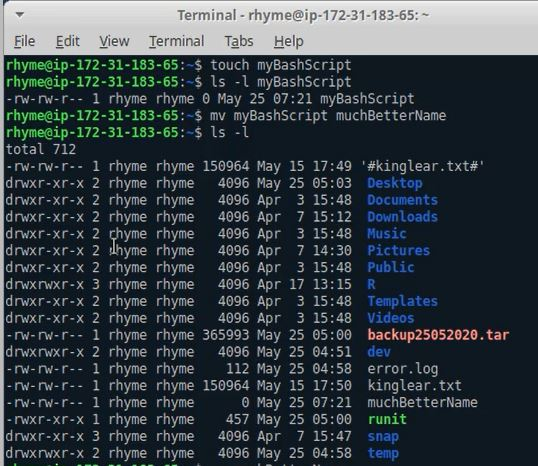 Terminal - rhyme@ip-172-31-183-65: ~
File Edit View Terminal Tabs Help
rhyme@ip-172-31-183-65:~$ touch myBashScript
rhyme@ip-172-31-183-65:~$ ls -l myBashScript
-rw-rw-r-- 1 rhyme rhyme 0 May 25 07:21 myBashScript
rhyme@ip-172-31-183-65:~$ mv myBashScript muchBetterName
rhyme@ip-172-31-183-65:~$ ls -l
total 712
-rw-rw-r-- 1 rhyme rhyme 150964 May 15 17:49 '#kinglear.txt#'
drwxr-xr-x 2 rhyme rhyme   4096 May 25 05:03 Desktop
drwxr-xr-x 2 rhyme rhyme   4096 Apr  3 15:48 Documents
drwxr-xr-x 2 rhyme rhyme   4096 Apr  7 15:12 Downloads
drwxr-xr-x 2 rhyme rhyme   4096 Apr  3 15:48 Music
drwxr-xr-x 2 rhyme rhyme   4096 Apr  7 14:30 Pictures
drwxr-xr-x 2 rhyme rhyme   4096 Apr  3 15:48 Public
drwxrwxr-x 3 rhyme rhyme   4096 Apr 17 13:15 R
drwxr-xr-x 2 rhyme rhyme   4096 Apr  3 15:48 Templates
drwxr-xr-x 2 rhyme rhyme   4096 Apr  3 15:48 Videos
-rw-rw-r-- 1 rhyme rhyme 365993 May 25 05:00 backup25052020.tar
drwxrwxr-x 2 rhyme rhyme   4096 May 25 04:51 dev
-rw-rw-r-- 1 rhyme rhyme    112 May 25 04:58 error.log
-rw-rw-r-- 1 rhyme rhyme 150964 May 15 17:50 kinglear.txt
-rw-rw-r-- 1 rhyme rhyme      0 May 25 07:21 muchBetterName
-rwxr-xr-x 1 rhyme rhyme    457 May 25 05:00 runit
drwxr-xr-x 3 rhyme rhyme   4096 Apr  7 15:47 snap
drwxrwxr-x 2 rhyme rhyme   4096 May 25 04:58 temp